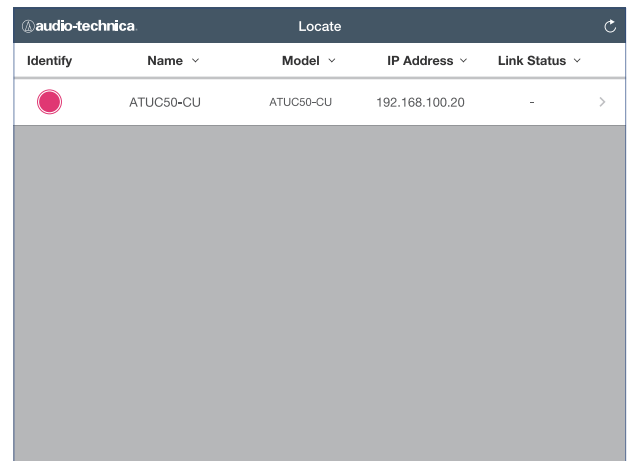 audio-technica. Locate
Identify Name Model IP Address Link Status
ATUC50-CU ATUC50-CU 192.168.100.20 -